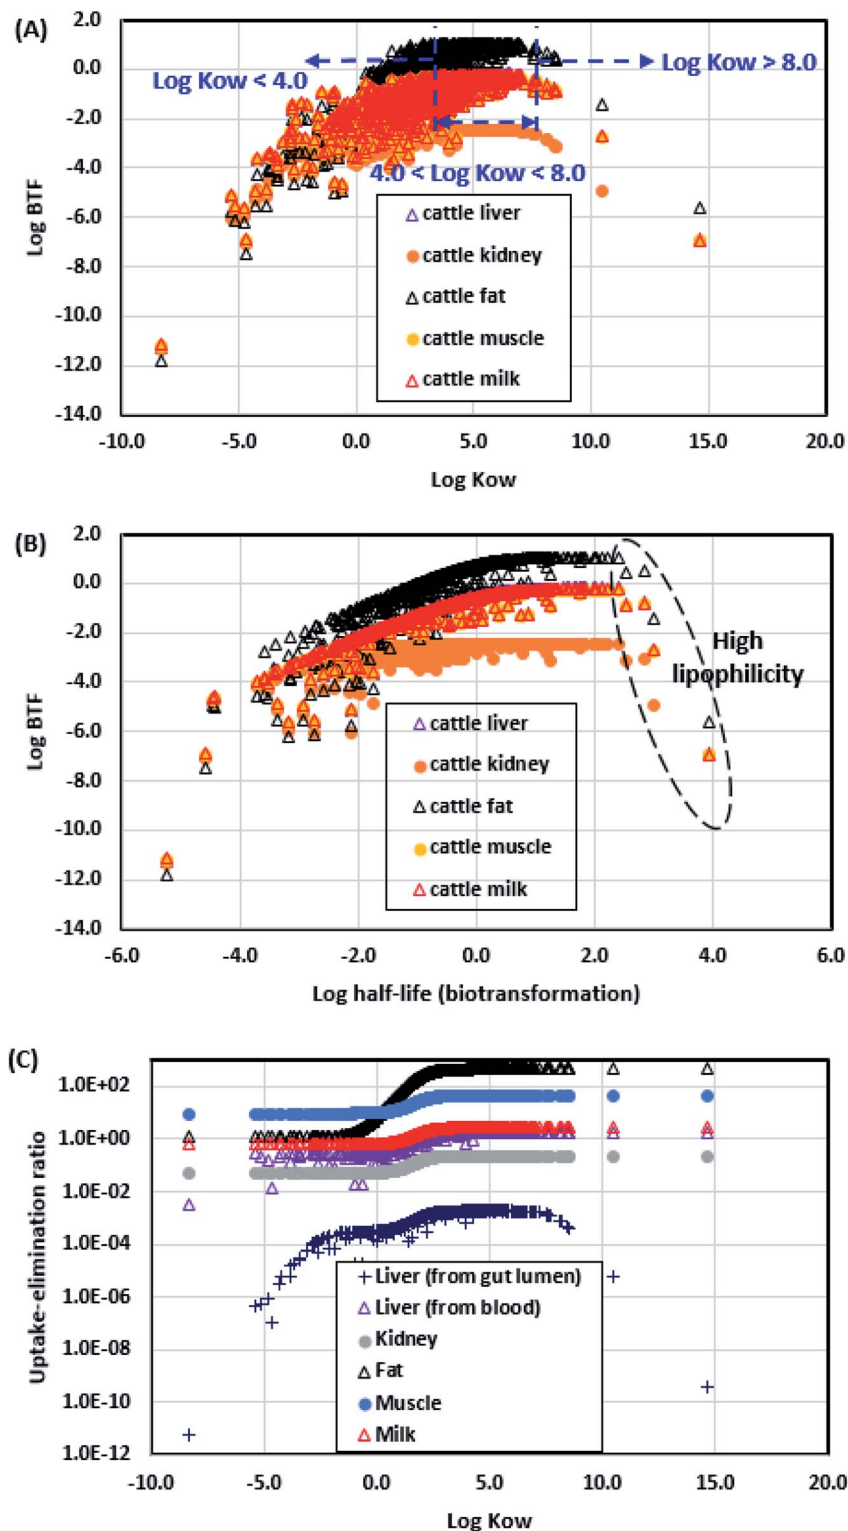 (A)
2.0
0.0
-2.0
-4.0
-6.0
-8.0
-10.0
-12.0
-14.0
Log BTF
Log Kow < 4.0
Log Kow > 8.0
4.0 < Log Kow < 8.0
cattle liver
cattle kidney
cattle fat
cattle muscle
cattle milk
-10.0 -5.0 0.0 5.0 10.0 15.0 20.0
Log Kow
(B)
2.0
0.0
-2.0
-4.0
-6.0
-8.0
-10.0
-12.0
-14.0
Log BTF
High
lipophilicity
cattle liver
cattle kidney
cattle fat
cattle muscle
cattle milk
-6.0 -4.0 -2.0 0.0 2.0 4.0 6.0
Log half-life (biotransformation)
(C)
1.0E+02
1.0E+00
1.0E-02
1.0E-04
1.0E-06
1.0E-08
1.0E-10
1.0E-12
Uptake-elimination ratio
Liver (from gut lumen)
Liver (from blood)
Kidney
Fat
Muscle
Milk
-10.0 -5.0 0.0 5.0 10.0 15.0 20.0
Log Kow